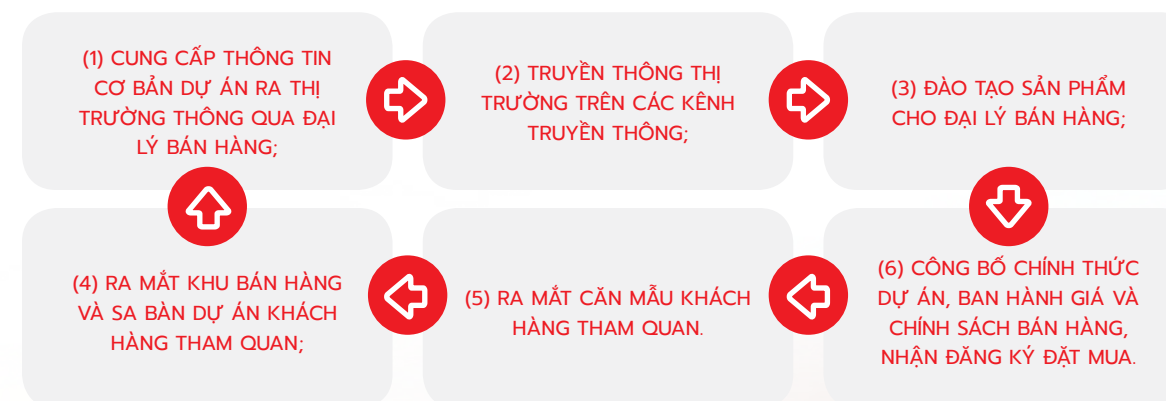 (1) CUNG CẤP THÔNG TIN
CƠ BẢN DỰ ÁN RA THỊ
TRƯỜNG THÔNG QUA ĐẠI
LÝ BÁN HÀNG;
(2) TRUYỀN THÔNG THỊ
TRƯỜNG TRÊN CÁC KÊNH
TRUYỀN THÔNG;
(3) ĐÀO TẠO SẢN PHẨM
CHO ĐẠI LÝ BÁN HÀNG;
(4) RA MẮT KHU BÁN HÀNG
VÀ SA BÀN DỰ ÁN KHÁCH
HÀNG THAM QUAN;
(5) RA MẮT CĂN MẪU KHÁCH
HÀNG THAM QUAN.
(6) CÔNG BỐ CHÍNH THỨC
DỰ ÁN, BAN HÀNH GIÁ VÀ
CHÍNH SÁCH BÁN HÀNG,
NHẬN ĐĂNG KÝ ĐẶT MUA.